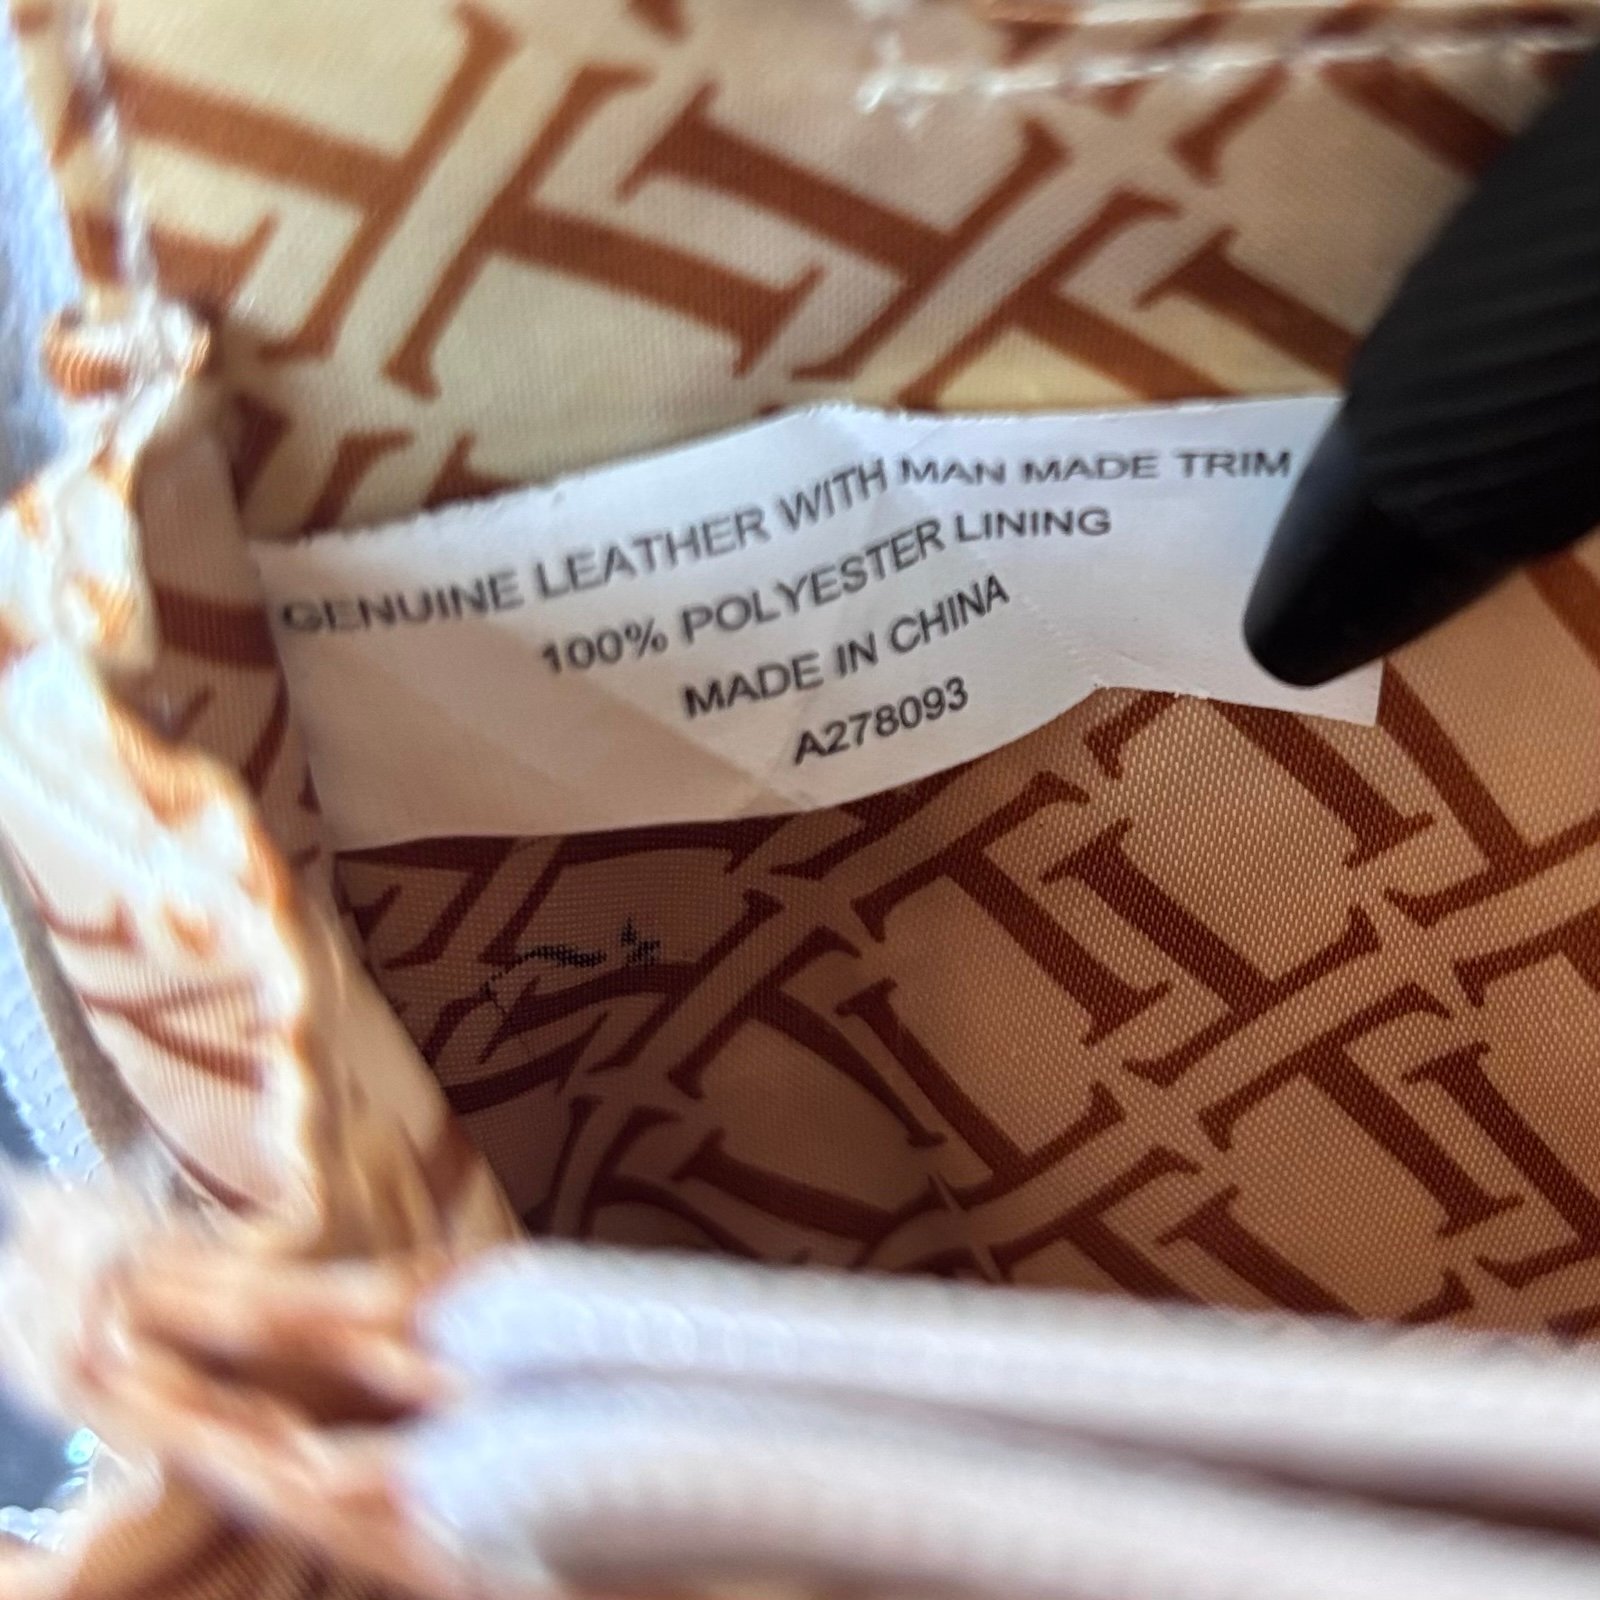 GENUINE LEATHER WITH MAN MADE TRIM
100% POLYESTER LINING
MADE IN CHINA
A278093